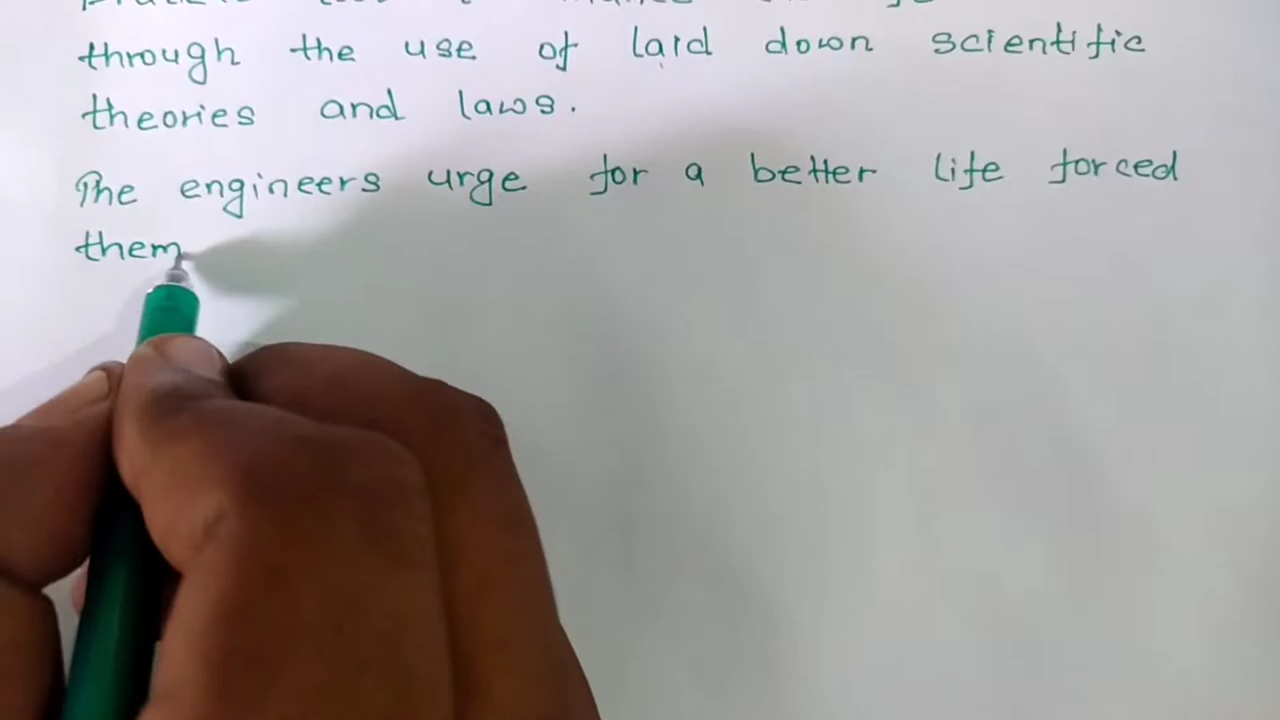 through the use of laid down scientific
theories and laws.
The engineers urge for a better life forced
them